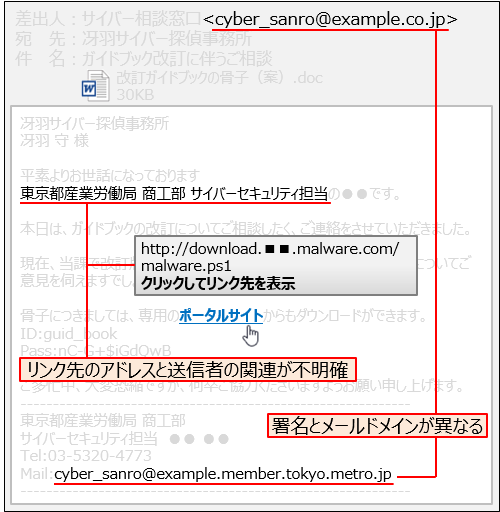 差出人：サイバー相談窓口<cyber_sanro@example.co.jp>
宛　先：冴羽サイバー探偵事務所
件　名：ガイドブック改訂に伴うご相談
改訂ガイドブックの骨子（案）.doc
30KB
冴羽サイバー探偵事務所
冴羽 守 様
平素よりお世話になっております
東京都産業労働局 商工部 サイバーセキュリティ担当の●●です。
本日は、ガイドブックの改訂についてご相談したく、ご連絡をさせていただきました。
http://download.■■.malware.com/
malware.ps1
クリックしてリンク先を表示
現在、当課で改訂
についてご
意見を伺えますでし
骨子につきましては、専用のポータルサイトからもダウンロードができます。
ID:guid_book
Pass:nC-G+$iGdOwB
リンク先のアドレスと送信者の関連が不明確
ご多忙中、大変恐縮ですが、何卒ご協力くださいますようお願い申し上げます。
署名とメールドメインが異なる
東京都産業労働局 商工部
サイバーセキュリティ担当 ●● ●●
Tel:03-5320-4773
Mail:cyber_sanro@example.member.tokyo.metro.jp